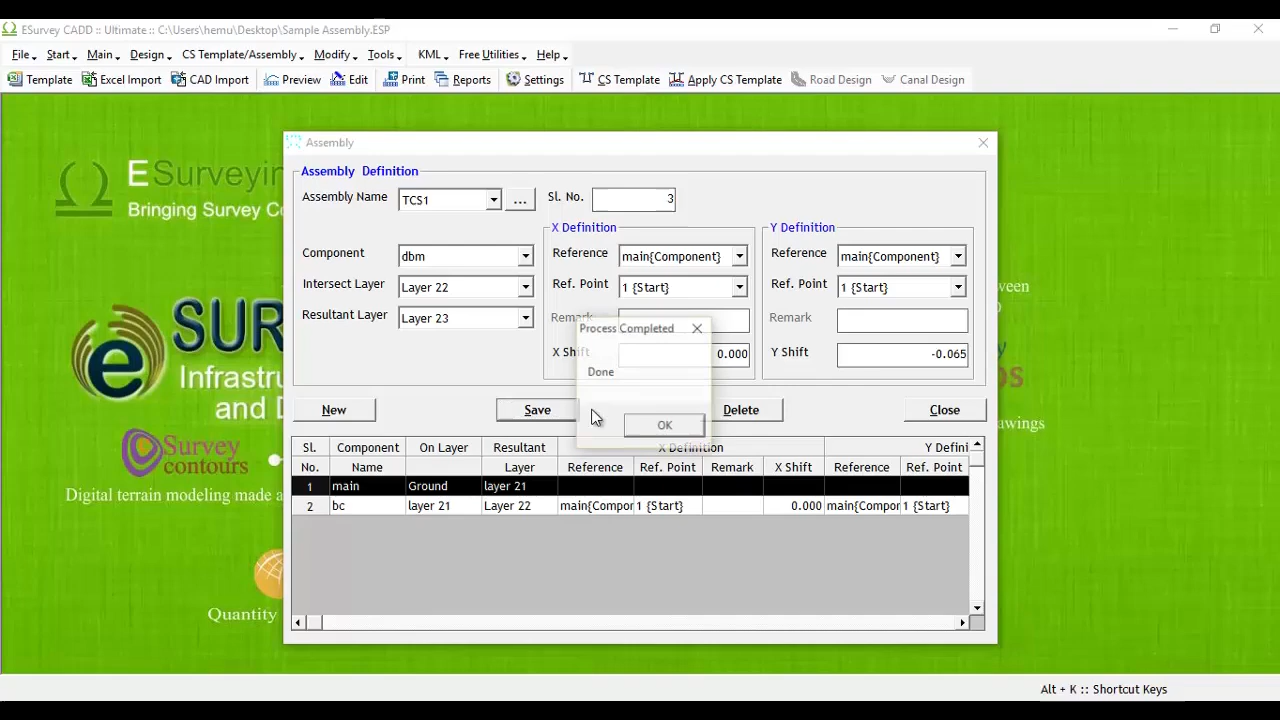 ESurvey CADD :: Ultimate :: C:\Users\hemu\Desktop\Sample Assembly.ESP
File Start Main Design CS Template/Assembly Modify Tools KML Free Utilities Help
Template Excel Import CAD Import Preview Edit Print Reports Settings CS Template Apply CS Template Road Design Canal Design
ESurveyin
Bringing Survey Co
Assembly
Assembly Definition
Assembly Name TCS1 ... Sl. No. 3
X Definition Y Definition
Component dbm Reference main{Component} Reference main{Component}
Intersect Layer Layer 22 Ref. Point 1 {Start} Ref. Point 1 {Start}
Resultant Layer Layer 23 Remark Remark
X Shift 0.000 Y Shift -0.065
Process Completed
Done
OK
New Save Delete Close
Sl. Component On Layer Resultant X Definition Y Defini
No. Name Layer Reference Ref. Point Remark X Shift Reference Ref. Point
1 main Ground layer 21
2 bc layer 21 Layer 22 main{Compor 1 {Start} 0.000 main{Compor 1 {Start}
e SUR
Infrastru
and D
Survey
contours
Digital terrain modeling made a
Quantity
ween
DS
awings
Alt + K :: Shortcut Keys